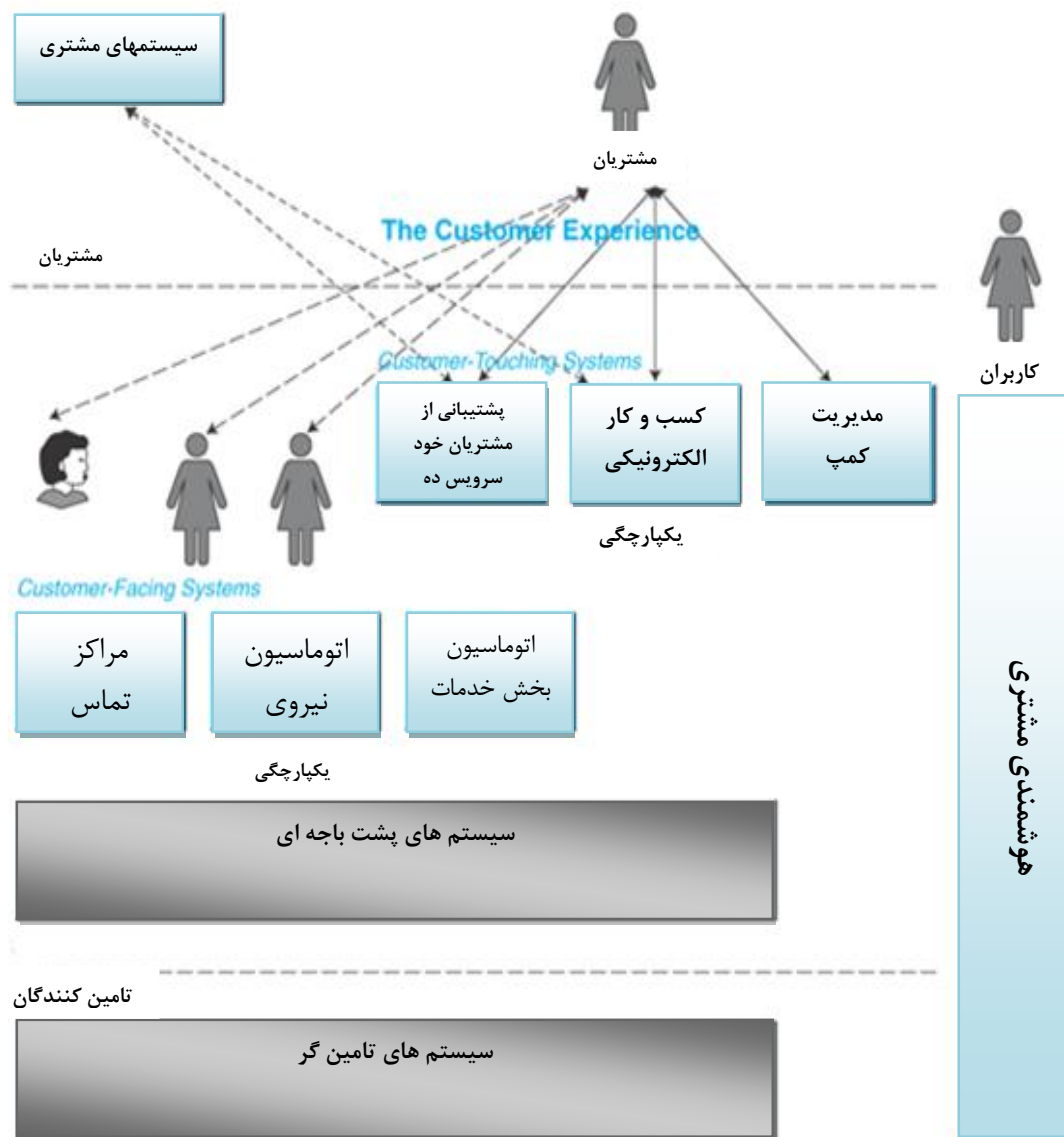 سیستمهای مشتری
مشتریان
The Customer Experience
مشتریان
کاربران
Customer-Touching Systems
پشتیبانی از
مشتریان خود
سرویس ده
کسب و کار
الکترونیکی
مدیریت
کمپ
یکپارچگی
Customer-Facing Systems
مراکز
تماس
اتوماسیون
نیروی
اتوماسیون
بخش خدمات
یکپارچگی
هوشمندی مشتری
سیستم های پشت باجه ای
تامین کنندگان
سیستم های تامین گر